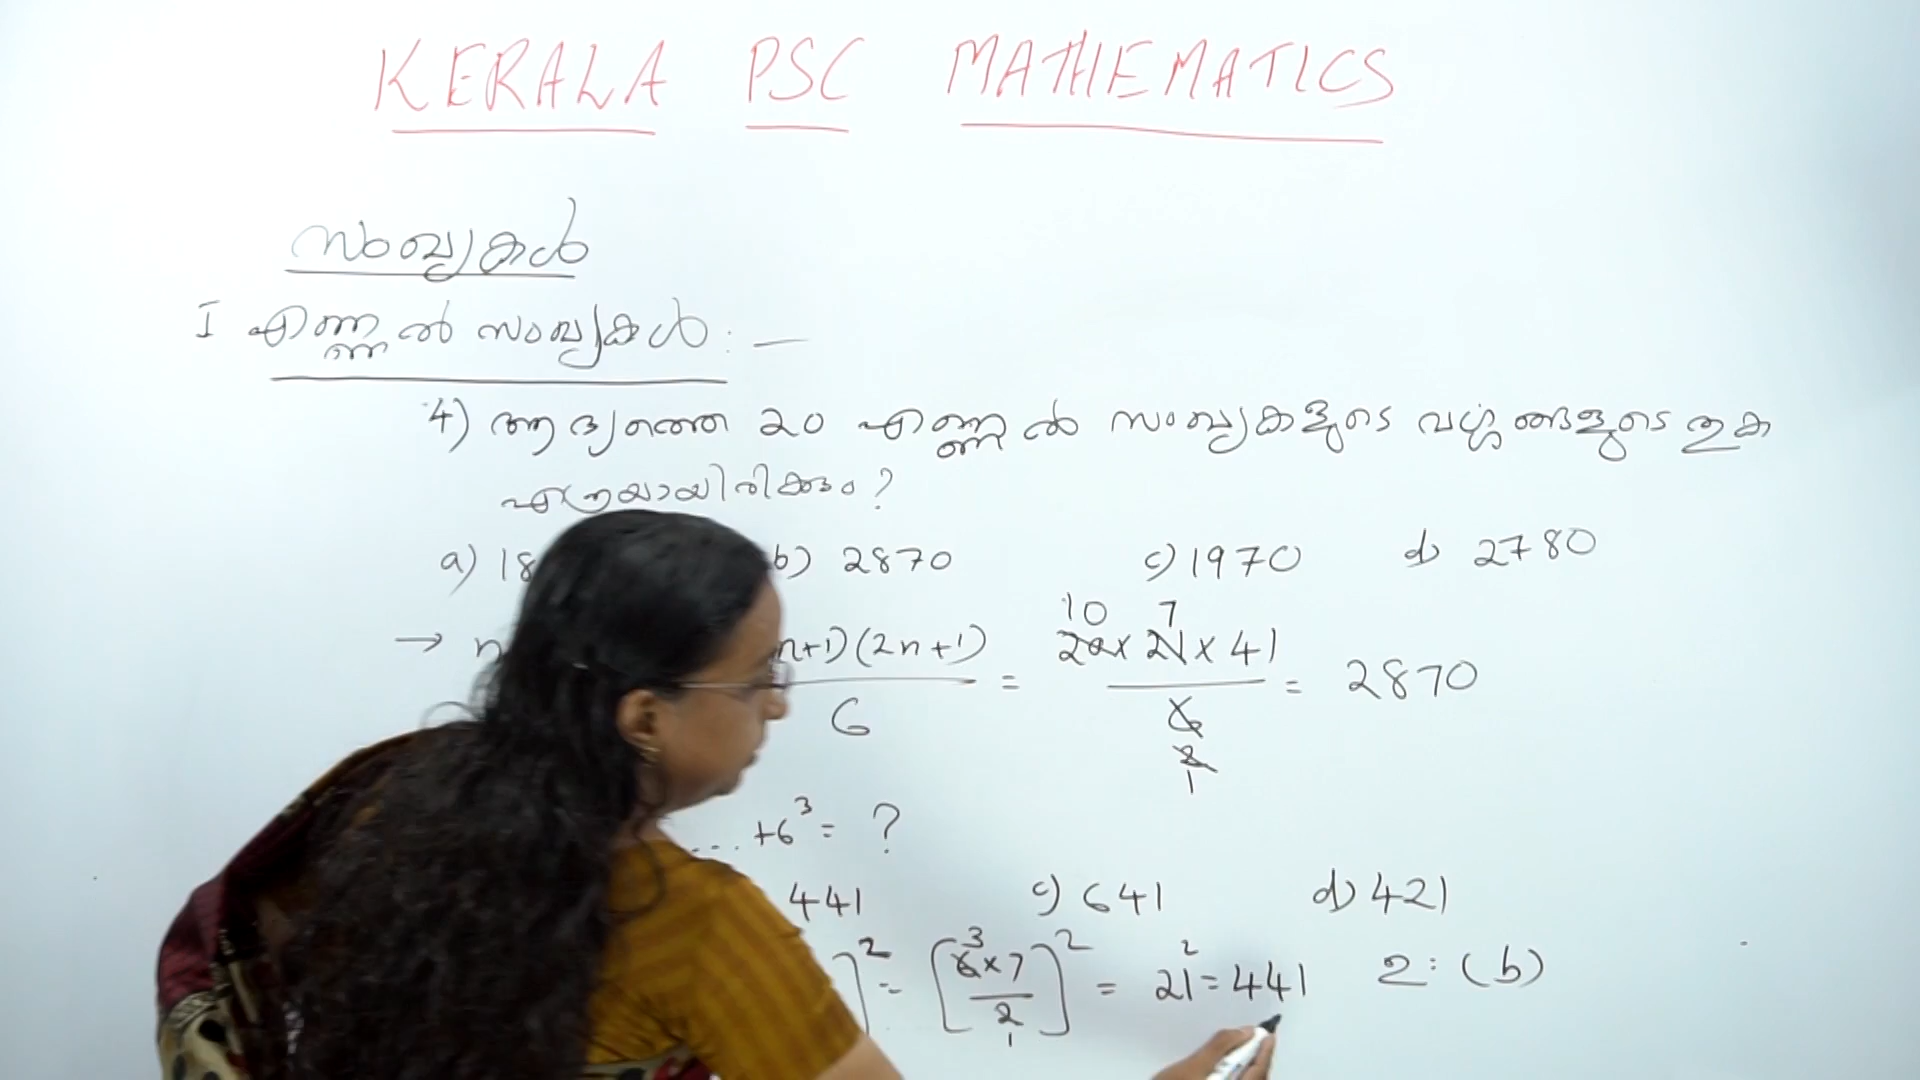 KERALA PSC MATHEMATICS
സംഖ്യകൾ
I എണ്ണൽ സംഖ്യകൾ : —
4) ആദ്യത്തെ 20 എണ്ണൽ സംഖ്യകളുടെ വർഗ്ഗങ്ങളുടെ തുക
എത്രയായിരിക്കും?
a) 18 b) 2870 c) 1970 d) 2780
→ n n+1)(2n+1) / 6 = 20 10 × 21 7 × 41 / 6 2 1 = 2870
... +6³ = ?
441 c) 641 d) 421
]² = [6 3 × 7 / 2 1]² = 21² = 441 ഉ: (b)